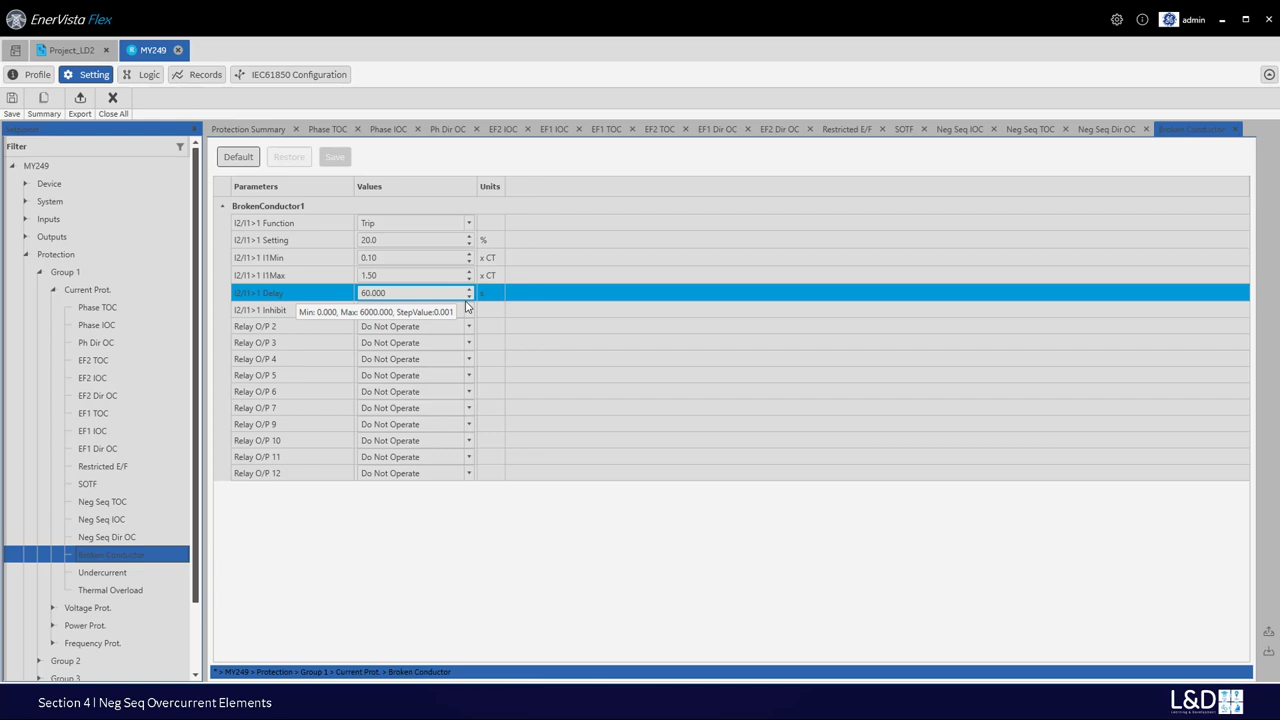 EnerVista Flex
admin
Project_LD2
MY249
Profile
Setting
Logic
Records
IEC61850 Configuration
Save
Summary
Export
Close All
Setpoints
Protection Summary
Phase TOC
Phase IOC
Ph Dir OC
EF2 IOC
EF1 IOC
EF1 TOC
EF2 TOC
EF1 Dir OC
EF2 Dir OC
Restricted E/F
SOTF
Neg Seq IOC
Neg Seq TOC
Neg Seq Dir OC
Broken Conductor
Filter
MY249
Device
System
Inputs
Outputs
Protection
Group 1
Current Prot.
Phase TOC
Phase IOC
Ph Dir OC
EF2 TOC
EF2 IOC
EF2 Dir OC
EF1 TOC
EF1 IOC
EF1 Dir OC
Restricted E/F
SOTF
Neg Seq TOC
Neg Seq IOC
Neg Seq Dir OC
Broken Conductor
Undercurrent
Thermal Overload
Voltage Prot.
Power Prot.
Frequency Prot.
Group 2
Group 3
Default
Restore
Save
Parameters Values Units
BrokenConductor1
I2/I1>1 Function Trip
I2/I1>1 Setting 20.0 %
I2/I1>1 I1Min 0.10 x CT
I2/I1>1 I1Max 1.50 x CT
I2/I1>1 Delay 60.000 s
I2/I1>1 Inhibit
Min: 0.000, Max: 6000.000, StepValue:0.001
Relay O/P 2 Do Not Operate
Relay O/P 3 Do Not Operate
Relay O/P 4 Do Not Operate
Relay O/P 5 Do Not Operate
Relay O/P 6 Do Not Operate
Relay O/P 7 Do Not Operate
Relay O/P 9 Do Not Operate
Relay O/P 10 Do Not Operate
Relay O/P 11 Do Not Operate
Relay O/P 12 Do Not Operate
* > MY249 > Protection > Group 1 > Current Prot. > Broken Conductor
Section 4 | Neg Seq Overcurrent Elements
L&D
Learning & Development